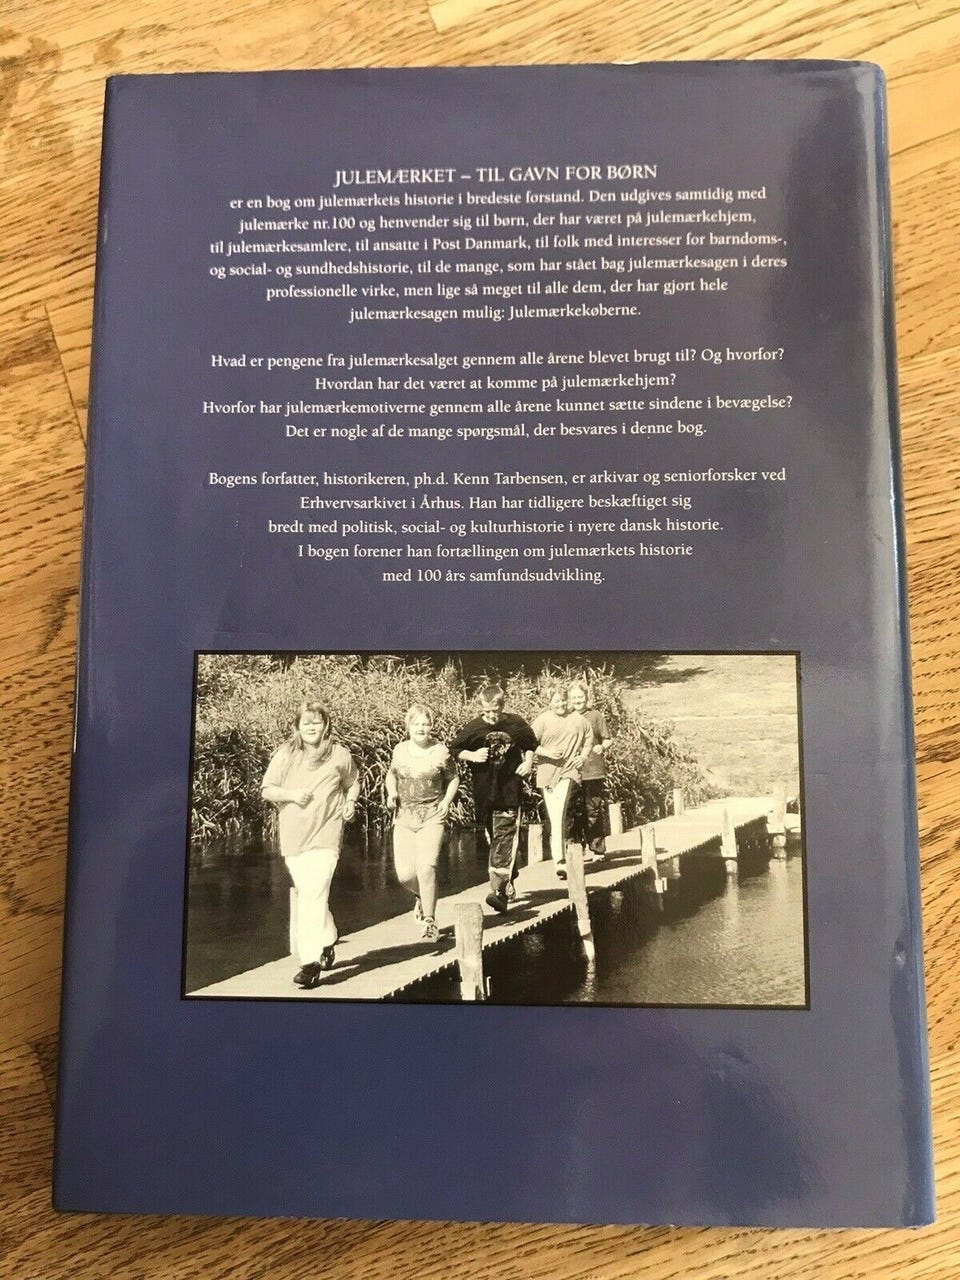 JULEMÆRKET – TIL GAVN FOR BØRN
er en bog om julemærkets historie i bredeste forstand. Den udgives samtidig med
julemærke nr.100 og henvender sig til børn, der har været på julemærkehjem,
til julemærkesamlere, til ansatte i Post Danmark, til folk med interesser for barndoms-,
og social- og sundhedshistorie, til de mange, som har stået bag julemærkesagen i deres
professionelle virke, men lige så meget til alle dem, der har gjort hele
julemærkesagen mulig: Julemærkekøberne.
Hvad er pengene fra julemærkesalget gennem alle årene blevet brugt til? Og hvorfor?
Hvordan har det været at komme på julemærkehjem?
Hvorfor har julemærkemotiverne gennem alle årene kunnet sætte sindene i bevægelse?
Det er nogle af de mange spørgsmål, der besvares i denne bog.
Bogens forfatter, historikeren, ph.d. Kenn Tarbensen, er arkivar og seniorforsker ved
Erhvervsarkivet i Århus. Han har tidligere beskæftiget sig
bredt med politisk, social- og kulturhistorie i nyere dansk historie.
I bogen forener han fortællingen om julemærkets historie
med 100 års samfundsudvikling.